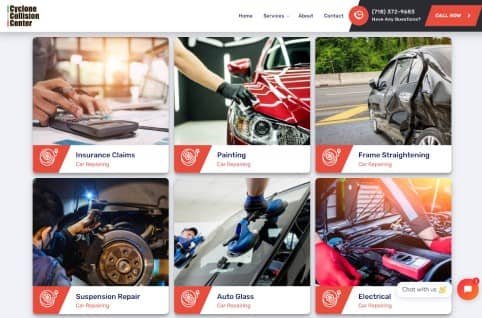 Cyclone
Collision
Center
Home
Services
About
Contact
(718) 372-9683
Have Any Questions?
CALL NOW
Insurance Claims
Car Repairing
Painting
Car Repairing
Frame Straightening
Car Repairing
Suspension Repair
Car Repairing
Auto Glass
Car Repairing
Electrical
Car Repairing
Chat with us 👋